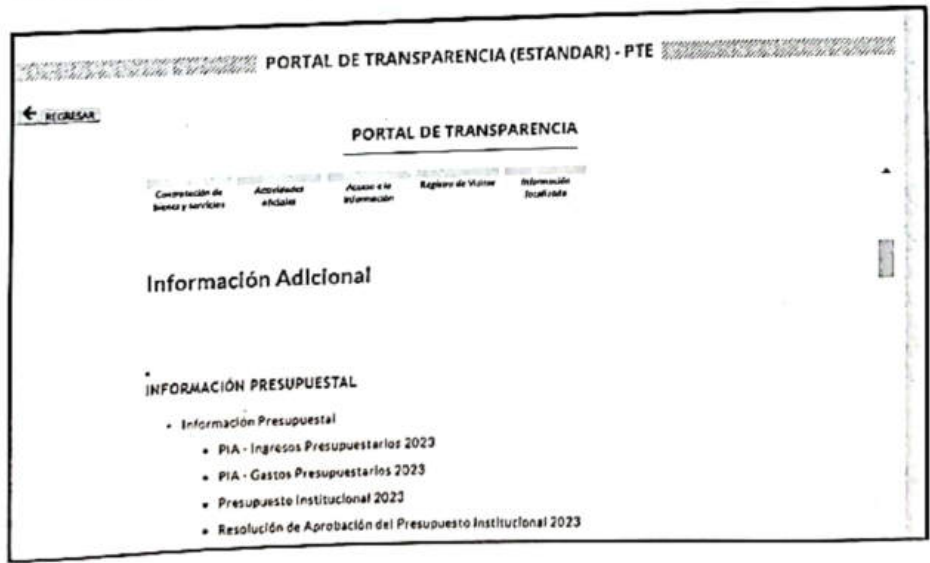 PORTAL DE TRANSPARENCIA (ESTANDAR) - PTE
← REGRESAR
PORTAL DE TRANSPARENCIA
Contratación de bienes y servicios
Actividades oficiales
Acceso a la información
Registro de Visitas
Información focalizada
Información Adicional
INFORMACIÓN PRESUPUESTAL
• Información Presupuestal
• PIA - Ingresos Presupuestarios 2023
• PIA - Gastos Presupuestarios 2023
• Presupuesto Institucional 2023
• Resolución de Aprobación del Presupuesto Institucional 2023